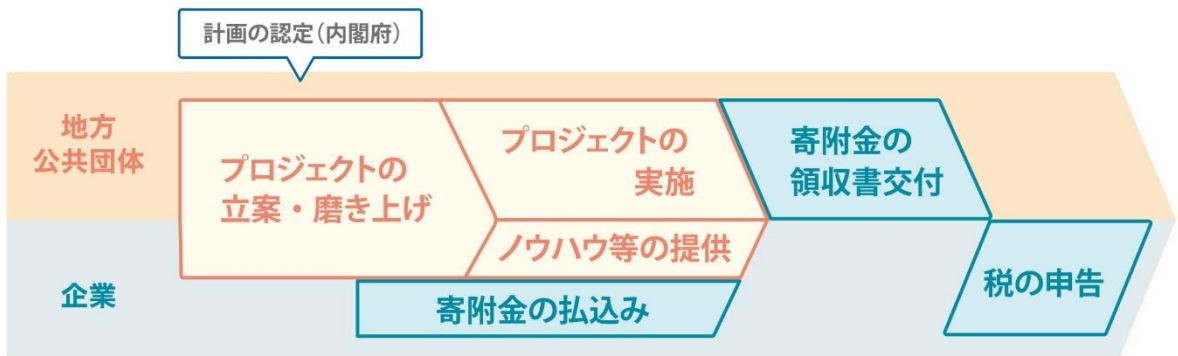 計画の認定(内閣府)
地方
公共団体
プロジェクトの
立案・磨き上げ
プロジェクトの
実施
寄附金の
領収書交付
ノウハウ等の提供
企業
寄附金の払込み
税の申告